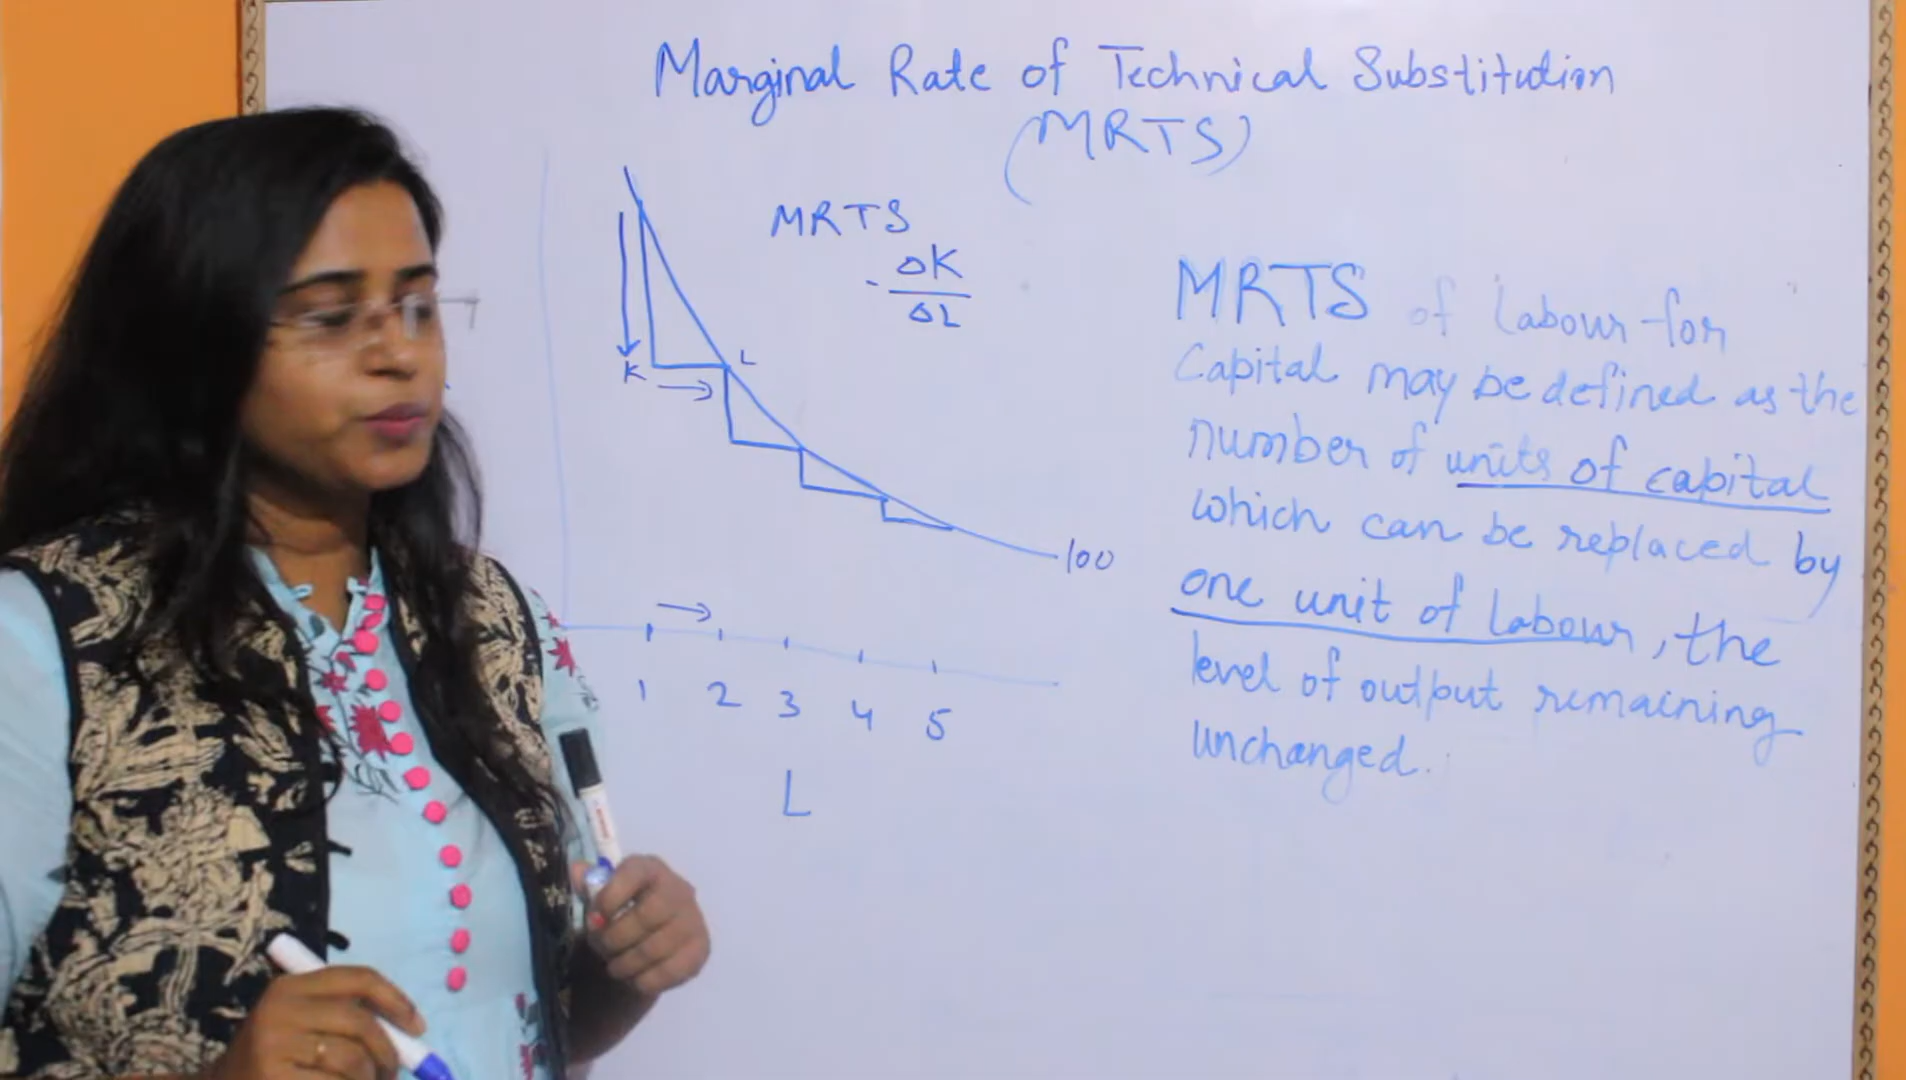 Marginal Rate of Technical Substitution
(MRTS)
MRTS
- ΔK
ΔL
K
L
100
1 2 3 4 5
L
MRTS of Labour for
Capital may be defined as the
number of units of capital
which can be replaced by
one unit of labour, the
level of output remaining
unchanged.